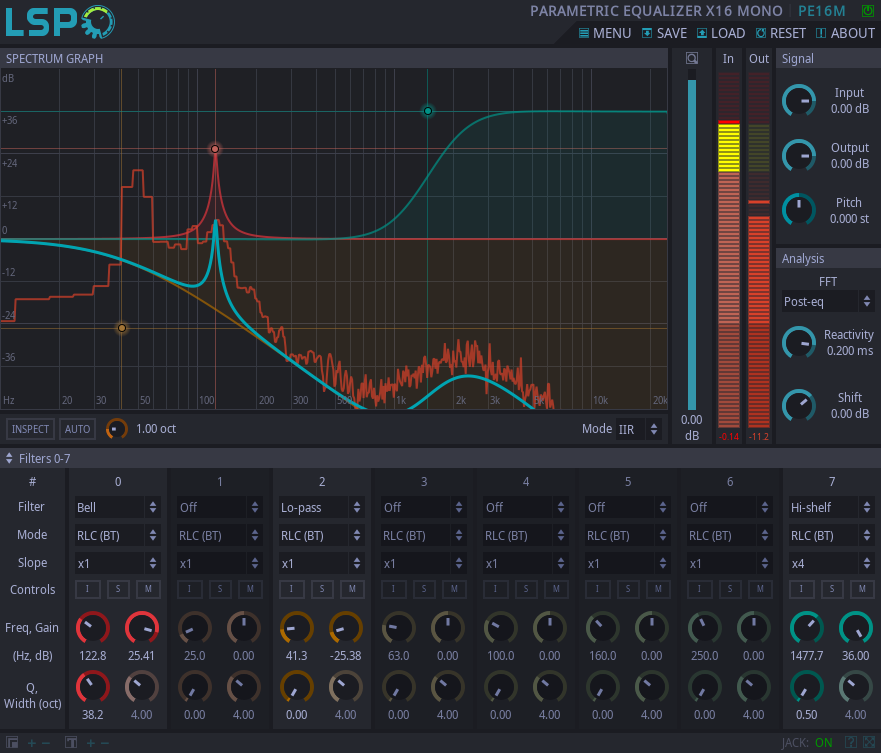 LSP
PARAMETRIC EQUALIZER X16 MONO PE16M
MENU SAVE LOAD RESET ABOUT
SPECTRUM GRAPH
In Out
Signal
dB
+36
+24
+12
0
-12
-24
-36
Hz 20 30 50 100 200 300 500 1k 2k 3k 5k 10k 20k
Input
0.00 dB
Output
0.00 dB
Pitch
0.000 st
Analysis
FFT
Post-eq
Reactivity
0.200 ms
Shift
0.00 dB
0.00
dB
-0.14 -11.2
INSPECT AUTO 1.00 oct Mode IIR
Filters 0-7
# 0 1 2 3 4 5 6 7
Filter Bell Off Lo-pass Off Off Off Off Hi-shelf
Mode RLC (BT) RLC (BT) RLC (BT) RLC (BT) RLC (BT) RLC (BT) RLC (BT) RLC (BT)
Slope x1 x1 x1 x1 x1 x1 x1 x4
Controls I S M I S M I S M I S M I S M I S M I S M I S M
Freq, Gain
(Hz, dB) 122.8 25.41 25.0 0.00 41.3 -25.38 63.0 0.00 100.0 0.00 160.0 0.00 250.0 0.00 1477.7 36.00
Q,
Width (oct)
38.2 4.00 0.00 4.00 0.00 4.00 0.00 4.00 0.00 4.00 0.00 4.00 0.00 4.00 0.50 4.00
JACK: ON